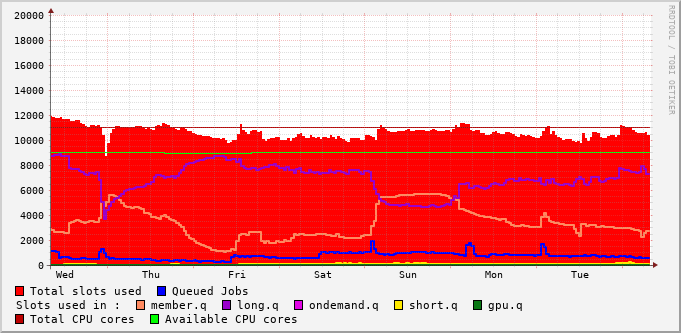 20000
18000
16000
14000
12000
10000
8000
6000
4000
2000
0
Wed Thu Fri Sat Sun Mon Tue
RRDTOOL / TOBI OETIKER
Total slots used Queued Jobs
Slots used in : member.q long.q ondemand.q short.q gpu.q
Total CPU cores Available CPU cores